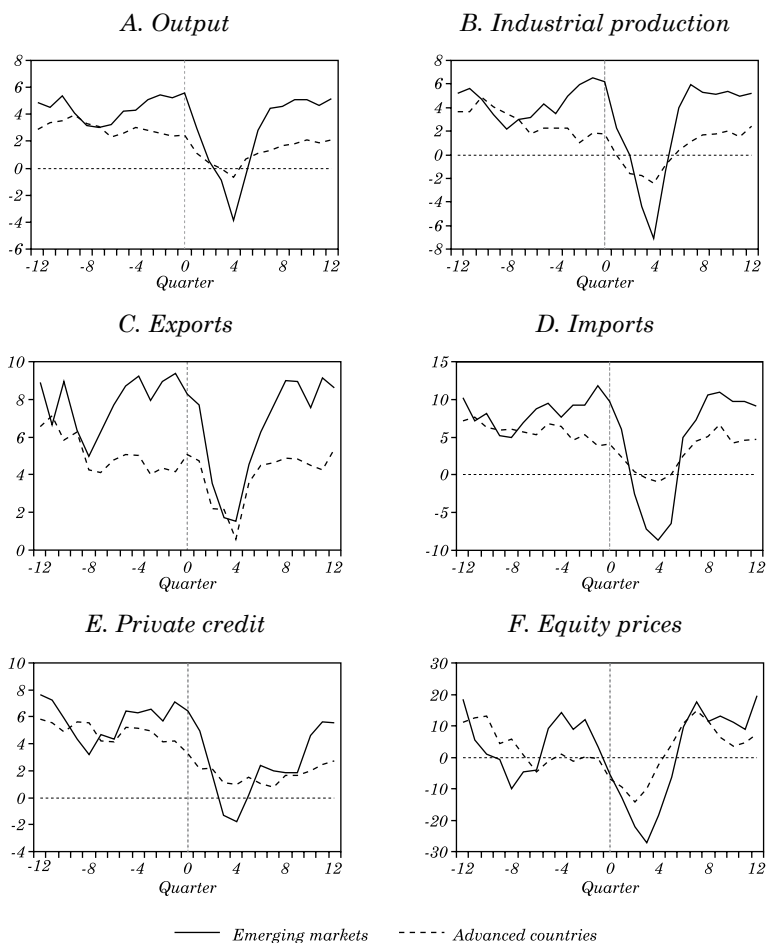 A. Output
8
6
4
2
0
-2
-4
-6
-12 -8 -4 0 4 8 12
Quarter
B. Industrial production
8
6
4
2
0
-2
-4
-6
-8
-12 -8 -4 0 4 8 12
Quarter
C. Exports
10
8
6
4
2
0
-12 -8 -4 0 4 8 12
Quarter
D. Imports
15
10
5
0
-5
-10
-12 -8 -4 0 4 8 12
Quarter
E. Private credit
10
8
6
4
2
0
-2
-4
-12 -8 -4 0 4 8 12
Quarter
F. Equity prices
30
20
10
0
-10
-20
-30
-12 -8 -4 0 4 8 12
Quarter
Emerging markets Advanced countries